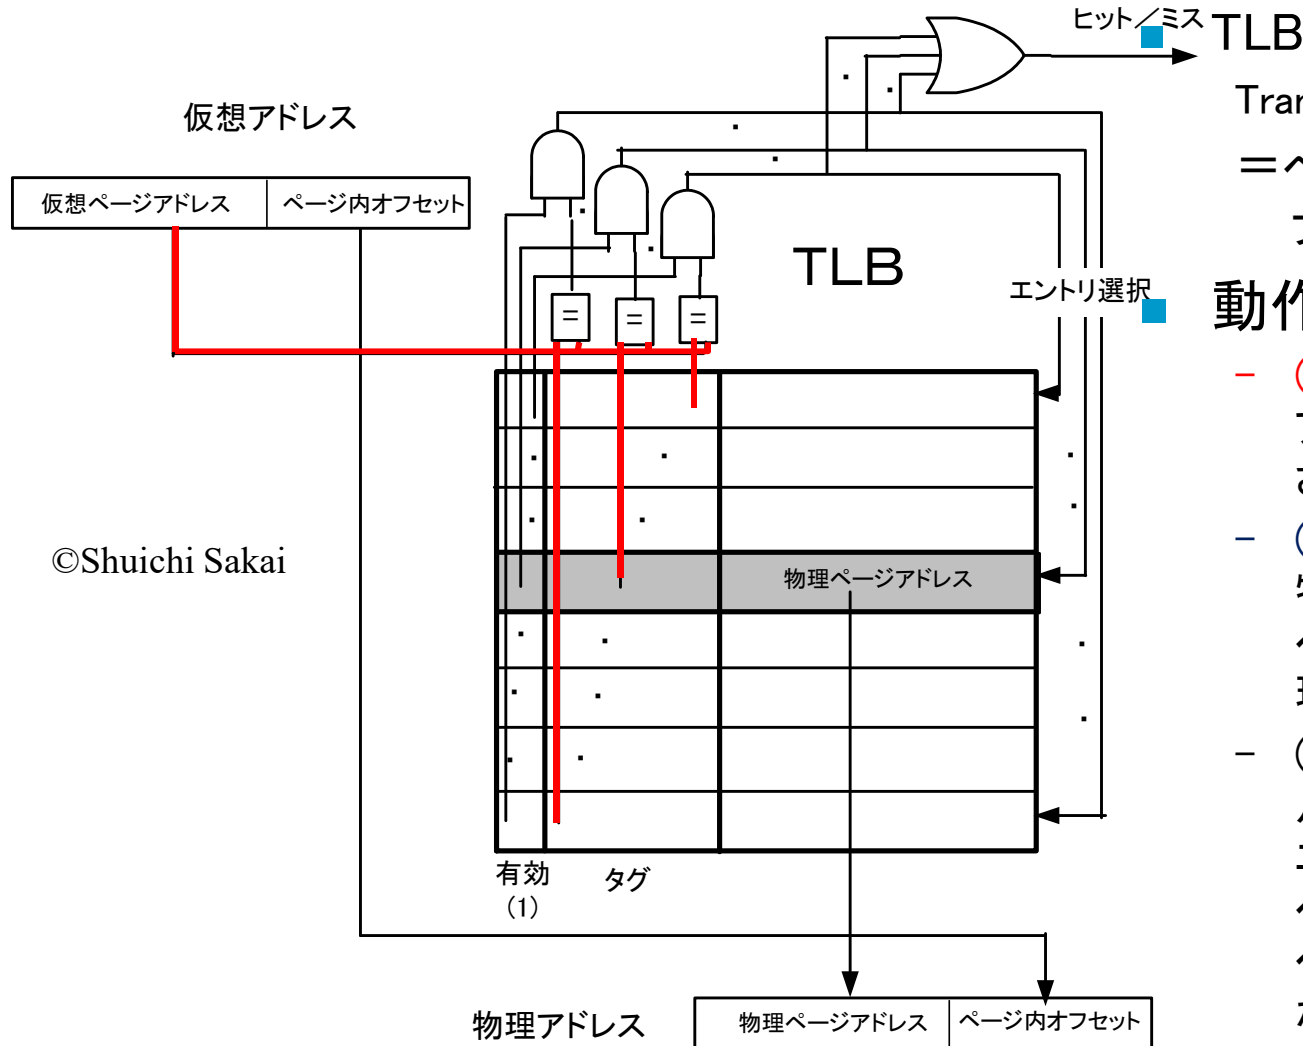 ヒット／ミス
TLB
仮想アドレス
仮想ページアドレス
ページ内オフセット
=
=
=
TLB
エントリ選択
動作
©Shuichi Sakai
物理ページアドレス
有効
(1)
タグ
物理アドレス
物理ページアドレス
ページ内オフセット